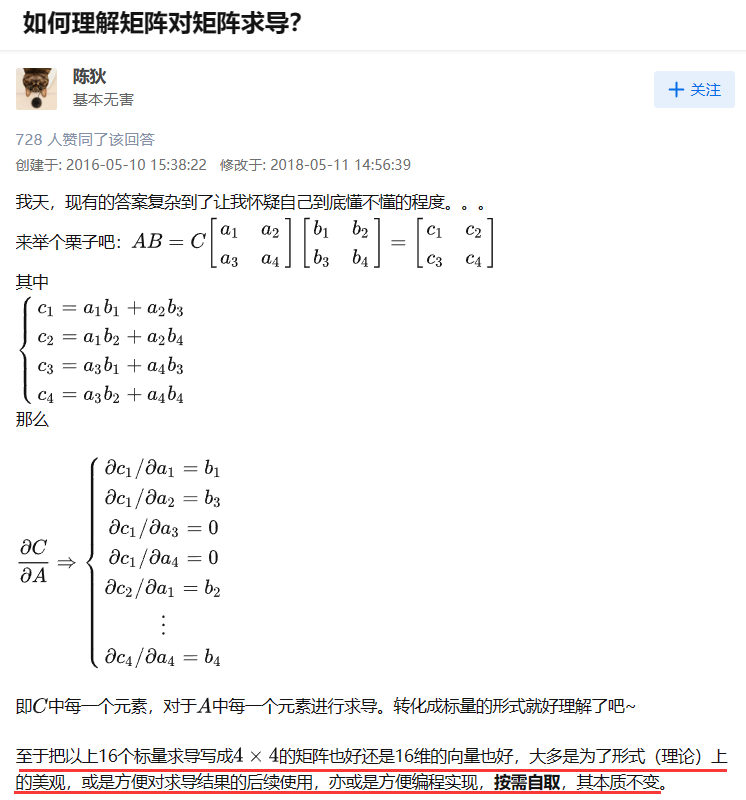 如何理解矩阵对矩阵求导?
陈狄
基本无害
+ 关注
728 人赞同了该回答
创建于: 2016-05-10 15:38:22 修改于: 2018-05-11 14:56:39
我天，现有的答案复杂到了让我怀疑自己到底懂不懂的程度。。。
来举个栗子吧：$AB = C\begin{bmatrix} a_1 & a_2 \\ a_3 & a_4 \end{bmatrix}\begin{bmatrix} b_1 & b_2 \\ b_3 & b_4 \end{bmatrix} = \begin{bmatrix} c_1 & c_2 \\ c_3 & c_4 \end{bmatrix}$
其中
$c_1 = a_1b_1 + a_2b_3$
$c_2 = a_1b_2 + a_2b_4$
$c_3 = a_3b_1 + a_4b_3$
$c_4 = a_3b_2 + a_4b_4$
那么
$\partial c_1/\partial a_1 = b_1$
$\partial c_1/\partial a_2 = b_3$
$\partial c_1/\partial a_3 = 0$
$\frac{\partial C}{\partial A} \Rightarrow$ $\partial c_1/\partial a_4 = 0$
$\partial c_2/\partial a_1 = b_2$
$\vdots$
$\partial c_4/\partial a_4 = b_4$
即$C$中每一个元素，对于$A$中每一个元素进行求导。转化成标量的形式就好理解了吧~
至于把以上16个标量求导写成$4 \times 4$的矩阵也好还是16维的向量也好，大多是为了形式（理论）上
的美观，或是方便对求导结果的后续使用，亦或是方便编程实现，按需自取，其本质不变。